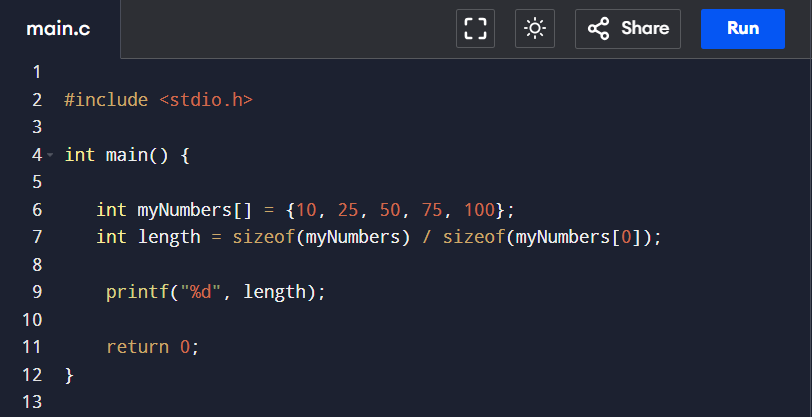 main.c Share Run
1
2 #include <stdio.h>
3
4 int main() {
5
6 int myNumbers[] = {10, 25, 50, 75, 100};
7 int length = sizeof(myNumbers) / sizeof(myNumbers[0]);
8
9 printf("%d", length);
10
11 return 0;
12 }
13